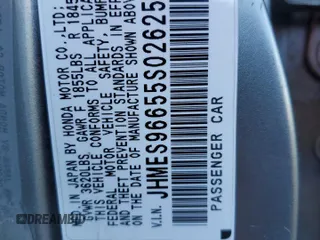 IN JAPAN BY HONDA MOTOR CO.,LTD.
GVWR 3620LBS GAWR F 1855LBS R 1845
THIS VEHICLE CONFORMS TO ALL APPLICA
FEDERAL MOTOR VEHICLE SAFETY, BUMP
AND THEFT PREVENTION STANDARDS IN EF
ON THE DATE OF MANUFACTURE SHOWN ABOV
V.I.N. JHMES96655S02625
PASSENGER CAR
DREAMBID